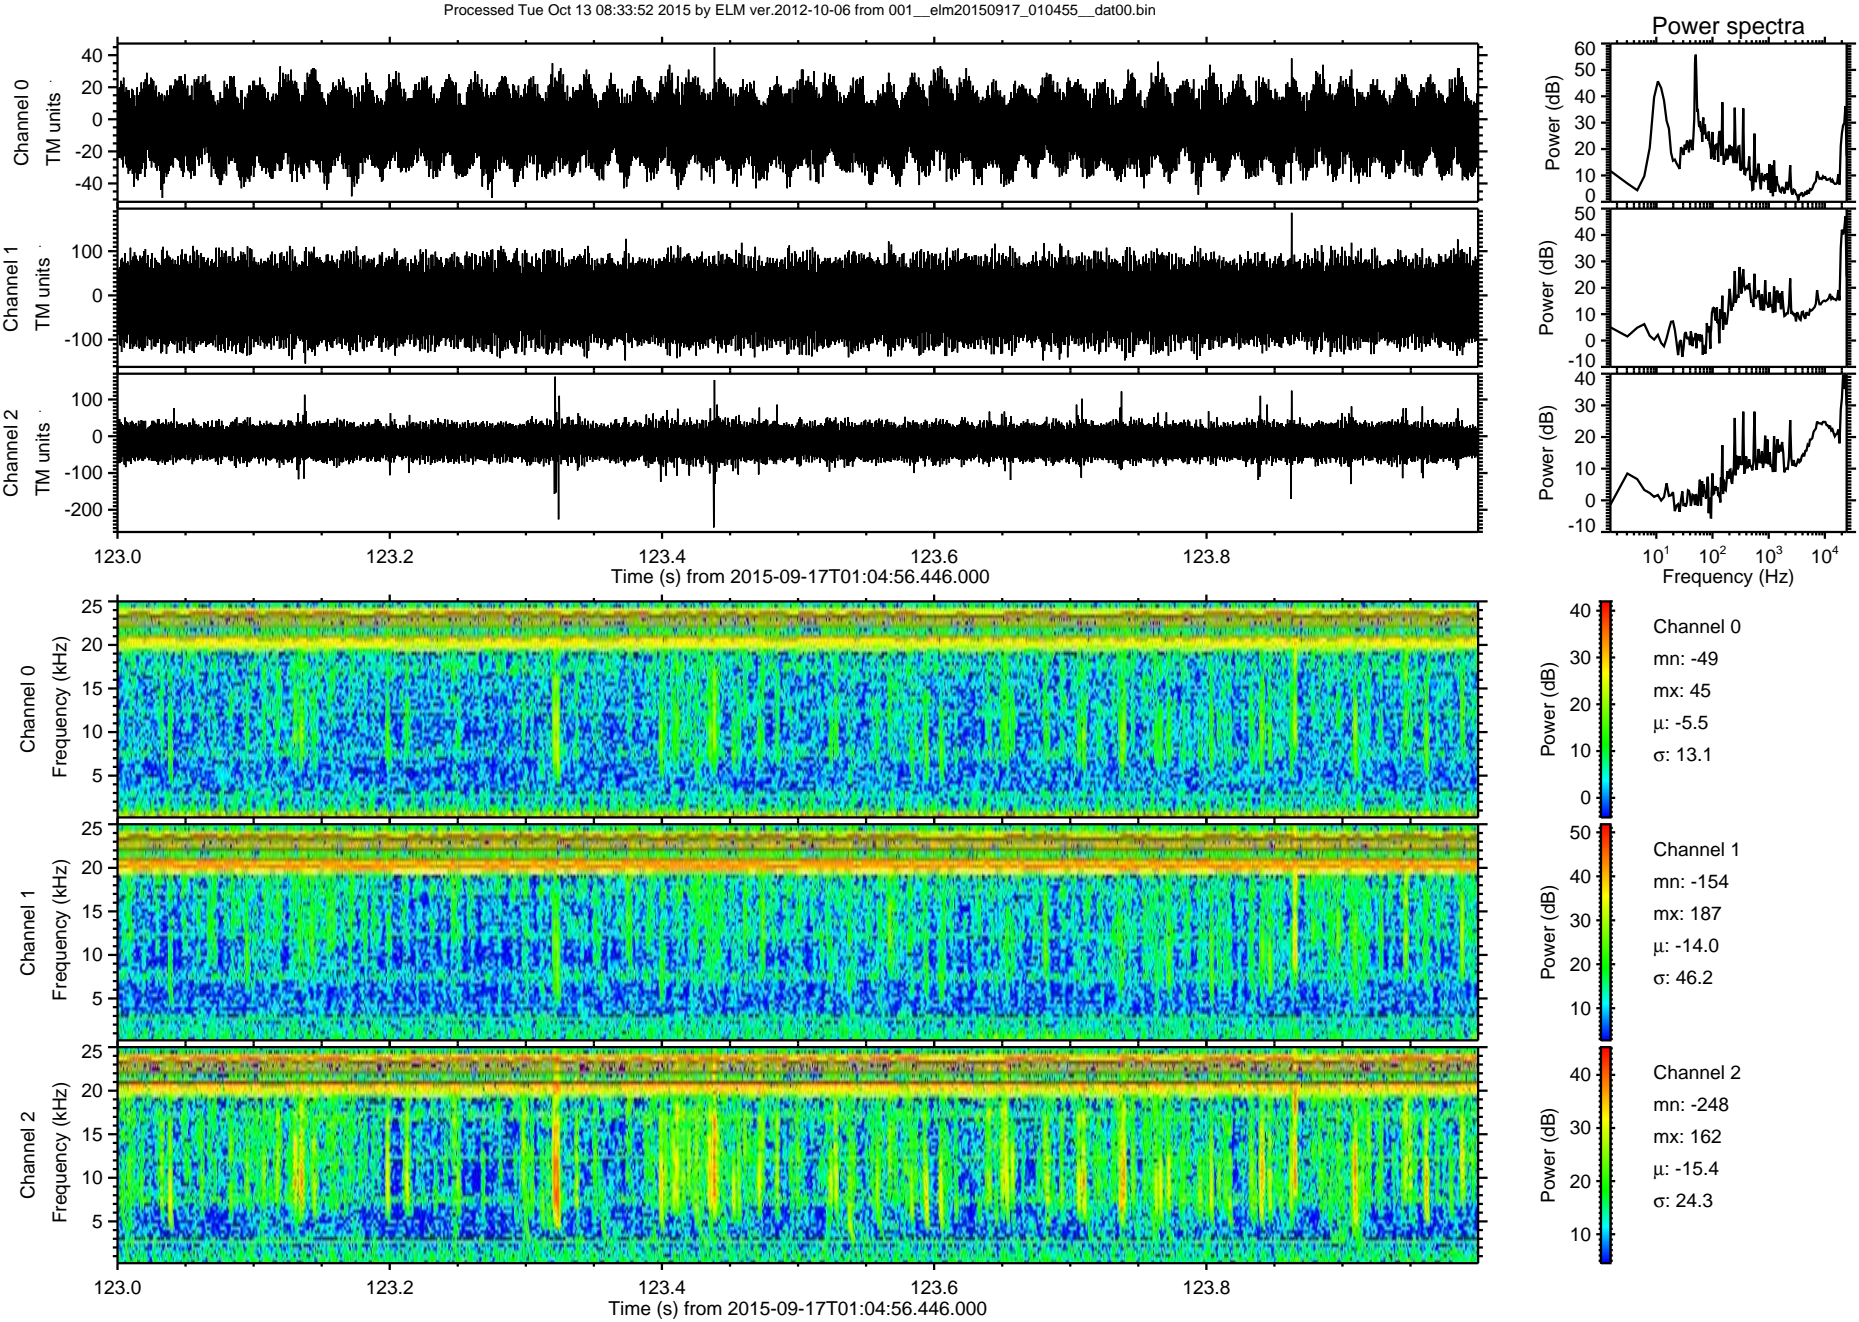 Processed Tue Oct 13 08:33:52 2015 by ELM ver.2012-10-06 from 001__elm20150917_010455__dat00.bin
Power spectra
Channel 0
TM units
40
20
0
-20
-40
Power (dB)
60
50
40
30
20
10
0
Channel 1
TM units
100
0
-100
Power (dB)
50
40
30
20
10
0
-10
Channel 2
TM units
100
0
-100
-200
Power (dB)
40
30
20
10
0
-10
123.0 123.2 123.4 123.6 123.8
Time (s) from 2015-09-17T01:04:56.446.000
10^1 10^2 10^3 10^4
Frequency (Hz)
Channel 0
Frequency (kHz)
25
20
15
10
5
Power (dB)
40
30
20
10
0
Channel 0
mn: -49
mx: 45
μ: -5.5
σ: 13.1
Channel 1
Frequency (kHz)
25
20
15
10
5
Power (dB)
50
40
30
20
10
Channel 1
mn: -154
mx: 187
μ: -14.0
σ: 46.2
Channel 2
Frequency (kHz)
25
20
15
10
5
Power (dB)
40
30
20
10
Channel 2
mn: -248
mx: 162
μ: -15.4
σ: 24.3
123.0 123.2 123.4 123.6 123.8
Time (s) from 2015-09-17T01:04:56.446.000